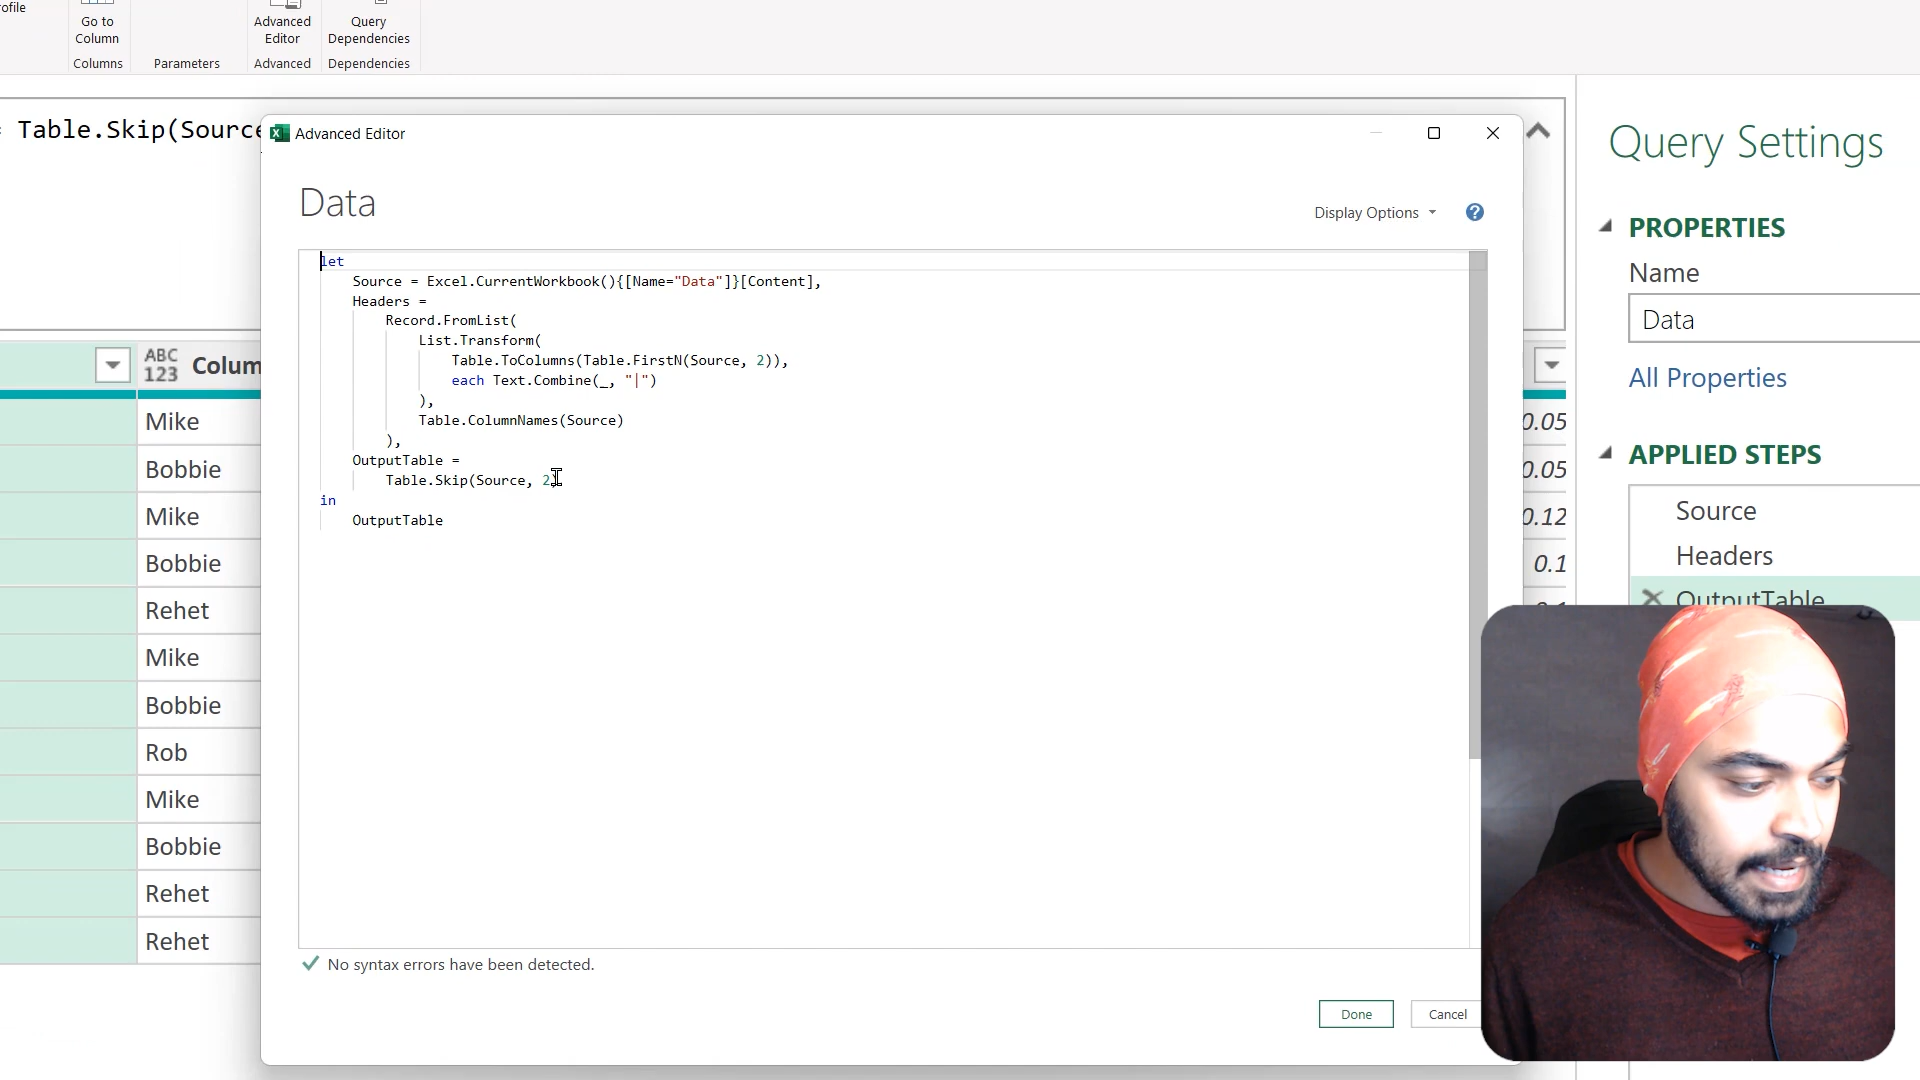 ofile
Go to
Column
Advanced
Editor
Query
Dependencies
Columns
Parameters
Advanced
Dependencies
= Table.Skip(Source
Advanced Editor
Data
Display Options
?
let
Source = Excel.CurrentWorkbook(){[Name="Data"]}[Content],
Headers =
Record.FromList(
List.Transform(
Table.ToColumns(Table.FirstN(Source, 2)),
each Text.Combine(_, "|")
),
Table.ColumnNames(Source)
),
OutputTable =
Table.Skip(Source, 2)
in
OutputTable
No syntax errors have been detected.
Done
Cancel
ABC
123
Colum
Mike
Bobbie
Mike
Bobbie
Rehet
Mike
Bobbie
Rob
Mike
Bobbie
Rehet
Rehet
0.05
0.05
0.12
0.1
Query Settings
PROPERTIES
Name
Data
All Properties
APPLIED STEPS
Source
Headers
OutputTable